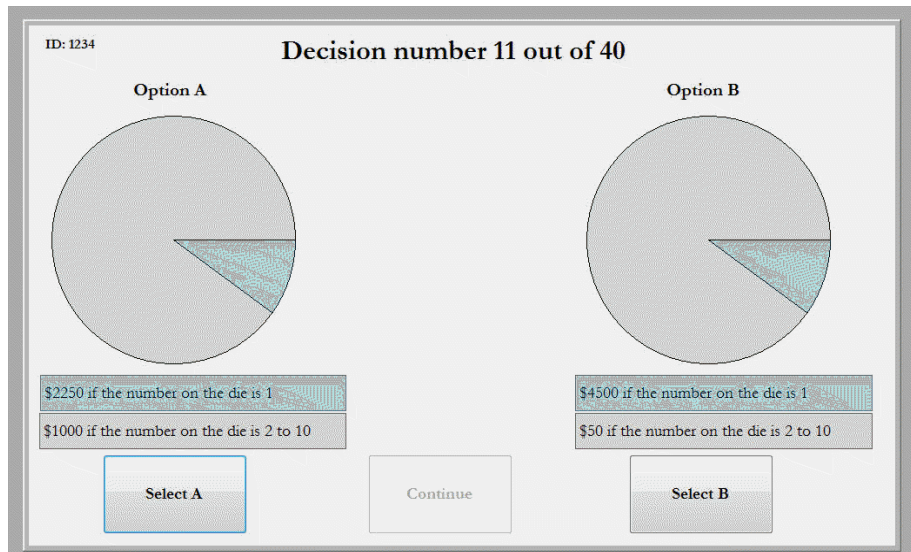 ID: 1234
Decision number 11 out of 40
Option A
Option B
$2250 if the number on the die is 1
$4500 if the number on the die is 1
$1000 if the number on the die is 2 to 10
$50 if the number on the die is 2 to 10
Select A
Continue
Select B